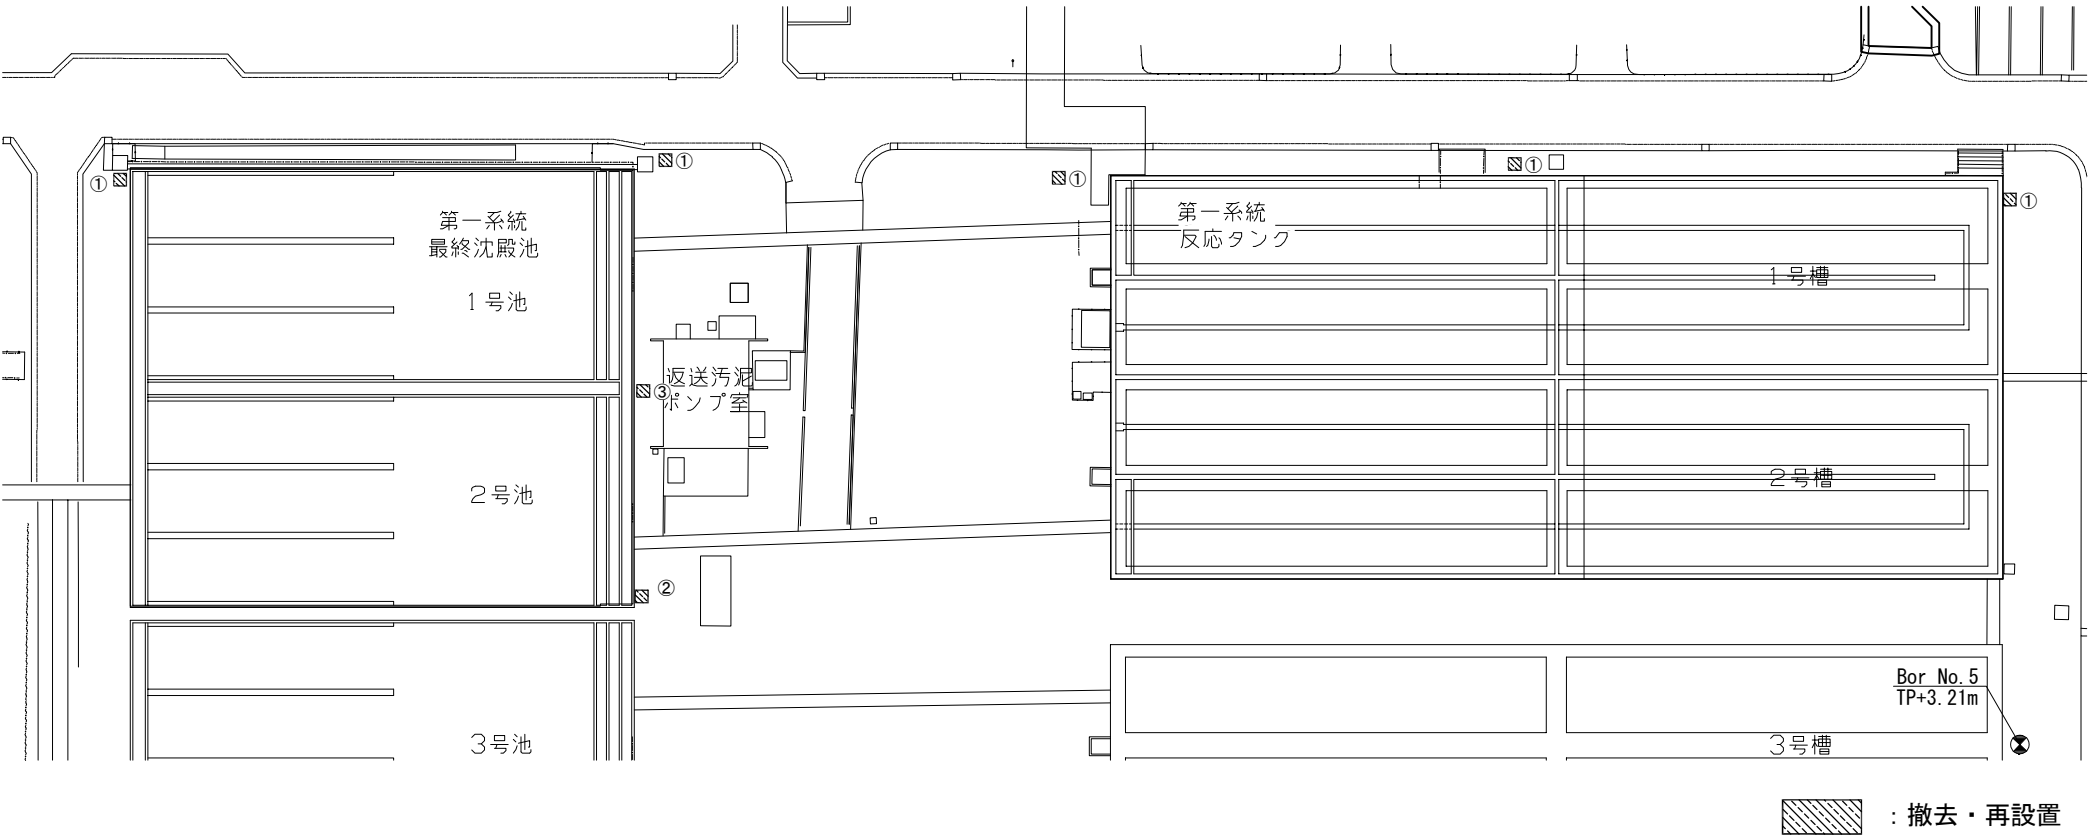 ①
①
①
①
①
第一系統
最終沈殿池
1号池
第一系統
反応タンク
1号槽
返送汚泥
ポンプ室
③
2号池
2号槽
②
3号池
3号槽
Bor No.5
TP+3.21m
：撤去・再設置